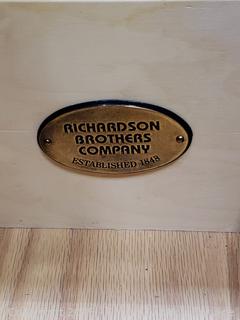 RICHARDSON
BROTHERS
COMPANY
ESTABLISHED 1848